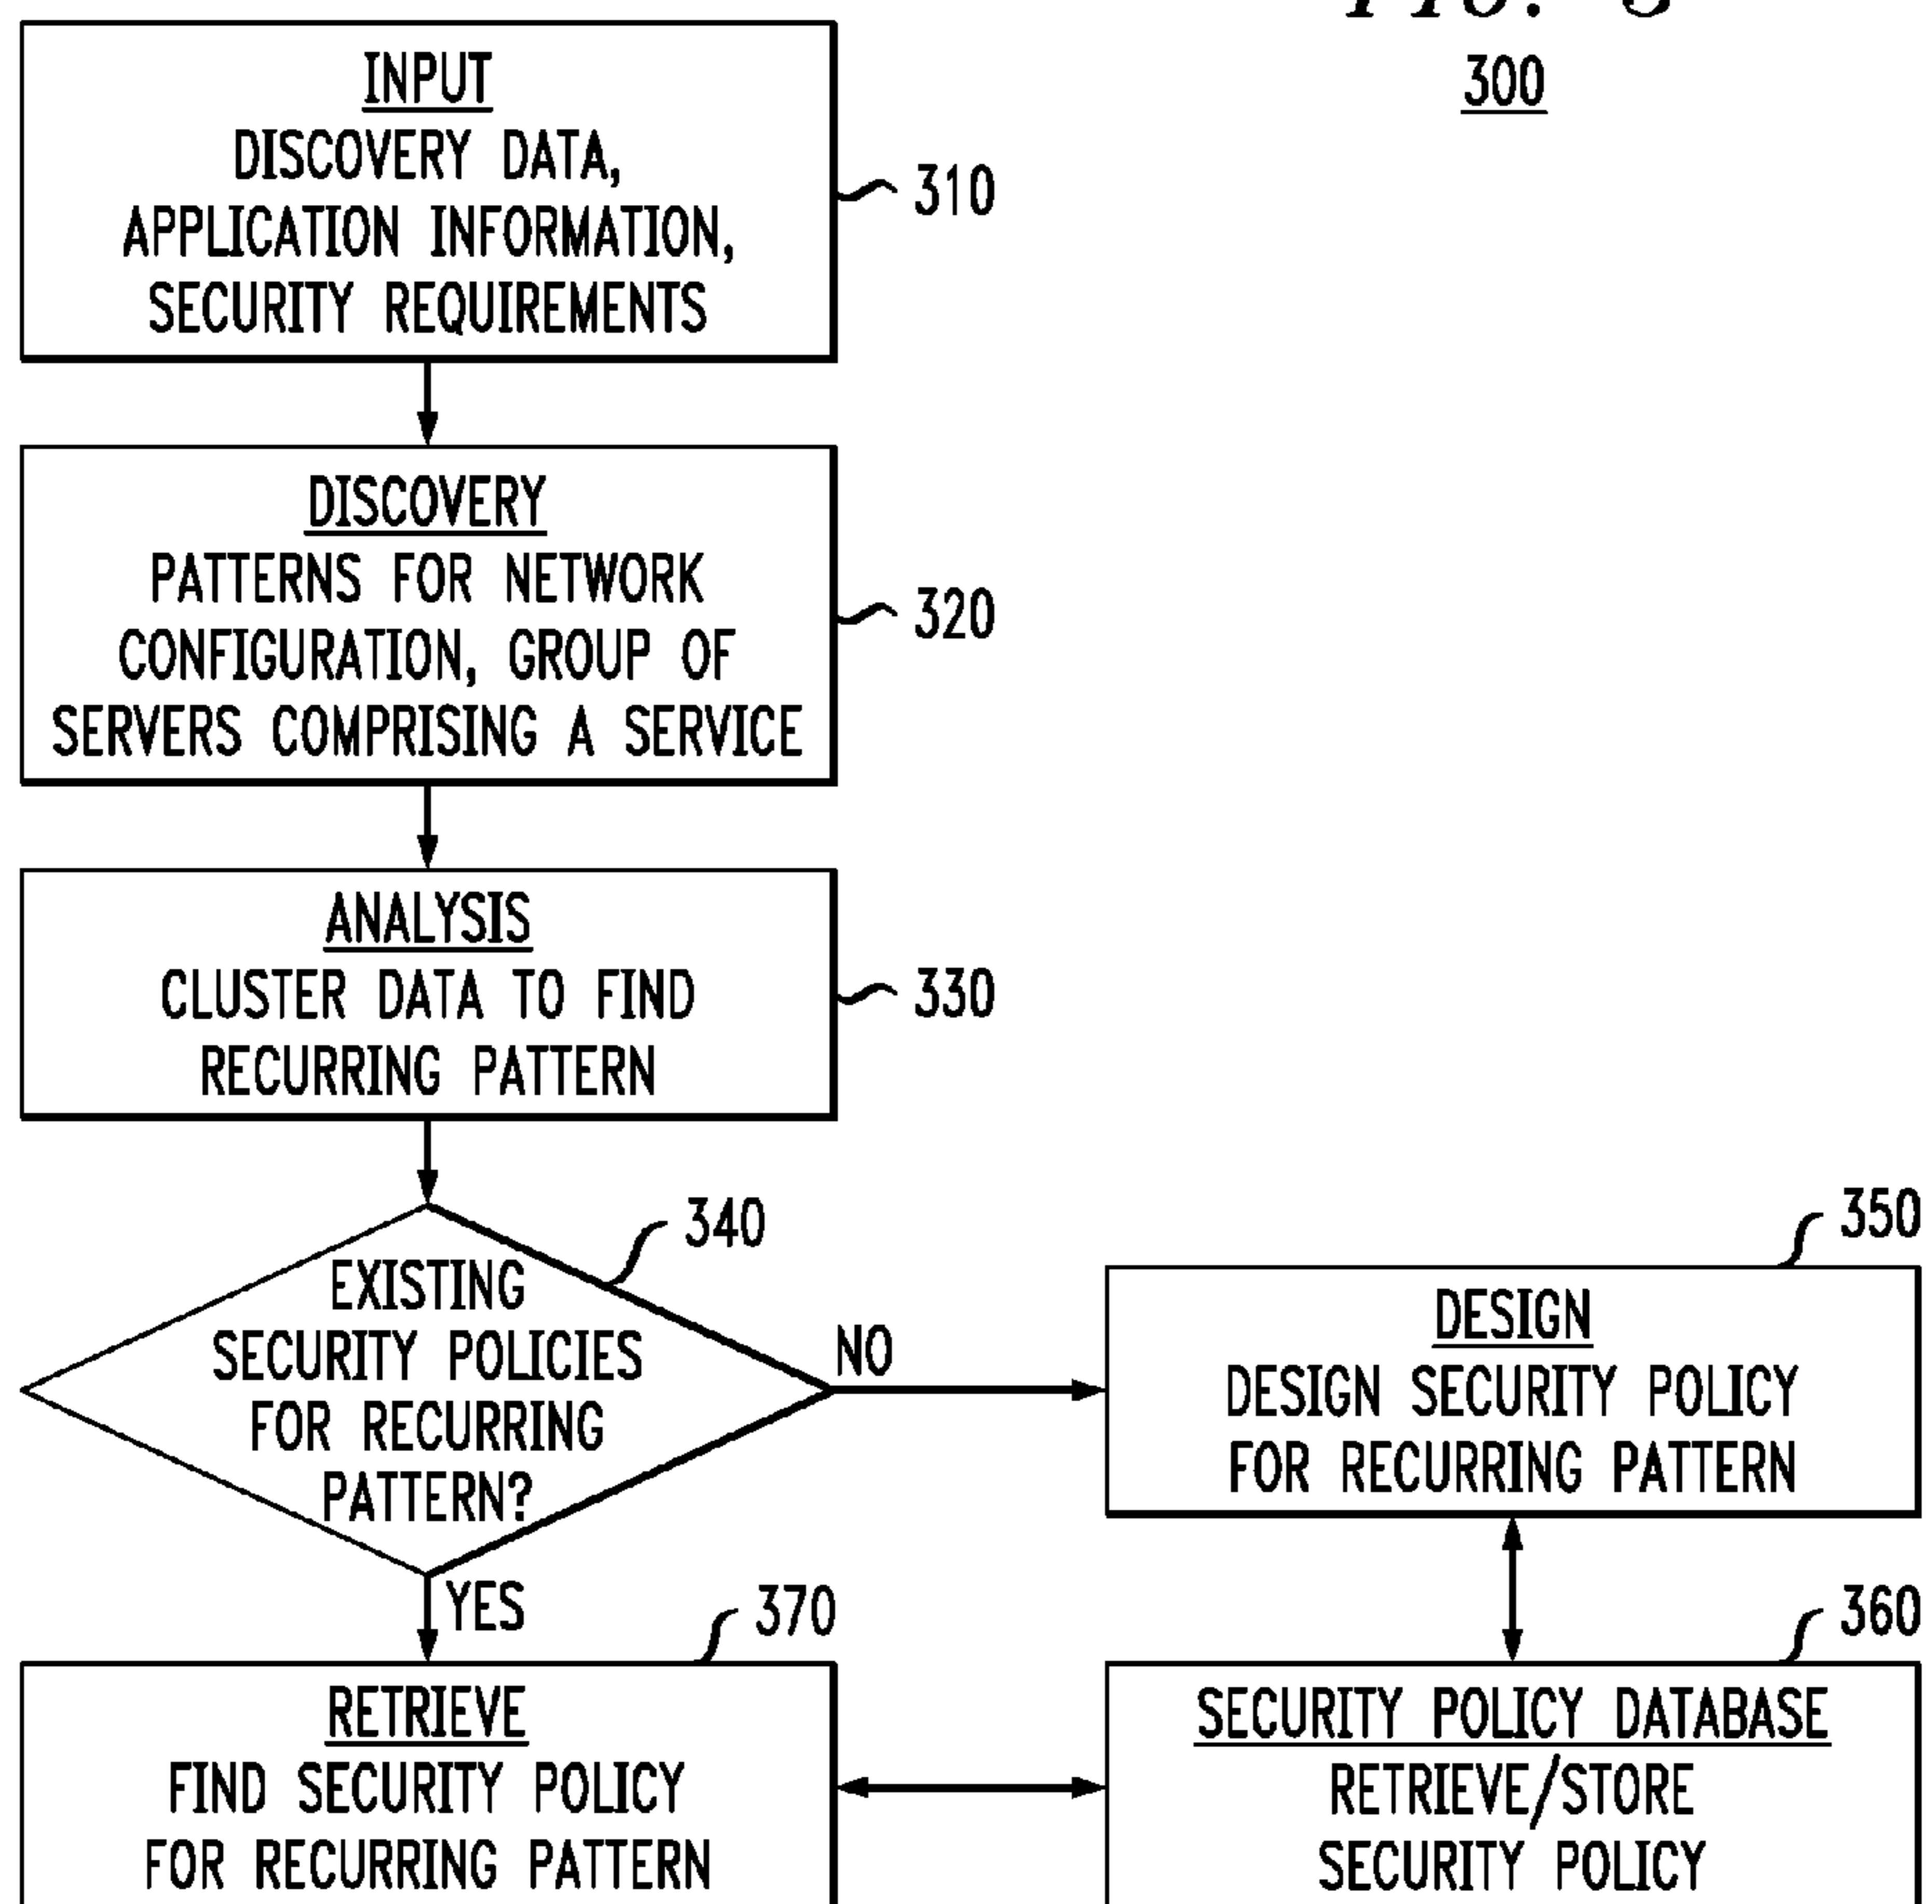 FIG. 3
300
INPUT
DISCOVERY DATA,
APPLICATION INFORMATION,
SECURITY REQUIREMENTS
310
DISCOVERY
PATTERNS FOR NETWORK
CONFIGURATION, GROUP OF
SERVERS COMPRISING A SERVICE
320
ANALYSIS
CLUSTER DATA TO FIND
RECURRING PATTERN
330
340
EXISTING
SECURITY POLICIES
FOR RECURRING
PATTERN?
NO
YES
350
DESIGN
DESIGN SECURITY POLICY
FOR RECURRING PATTERN
370
RETRIEVE
FIND SECURITY POLICY
FOR RECURRING PATTERN
360
SECURITY POLICY DATABASE
RETRIEVE/STORE
SECURITY POLICY